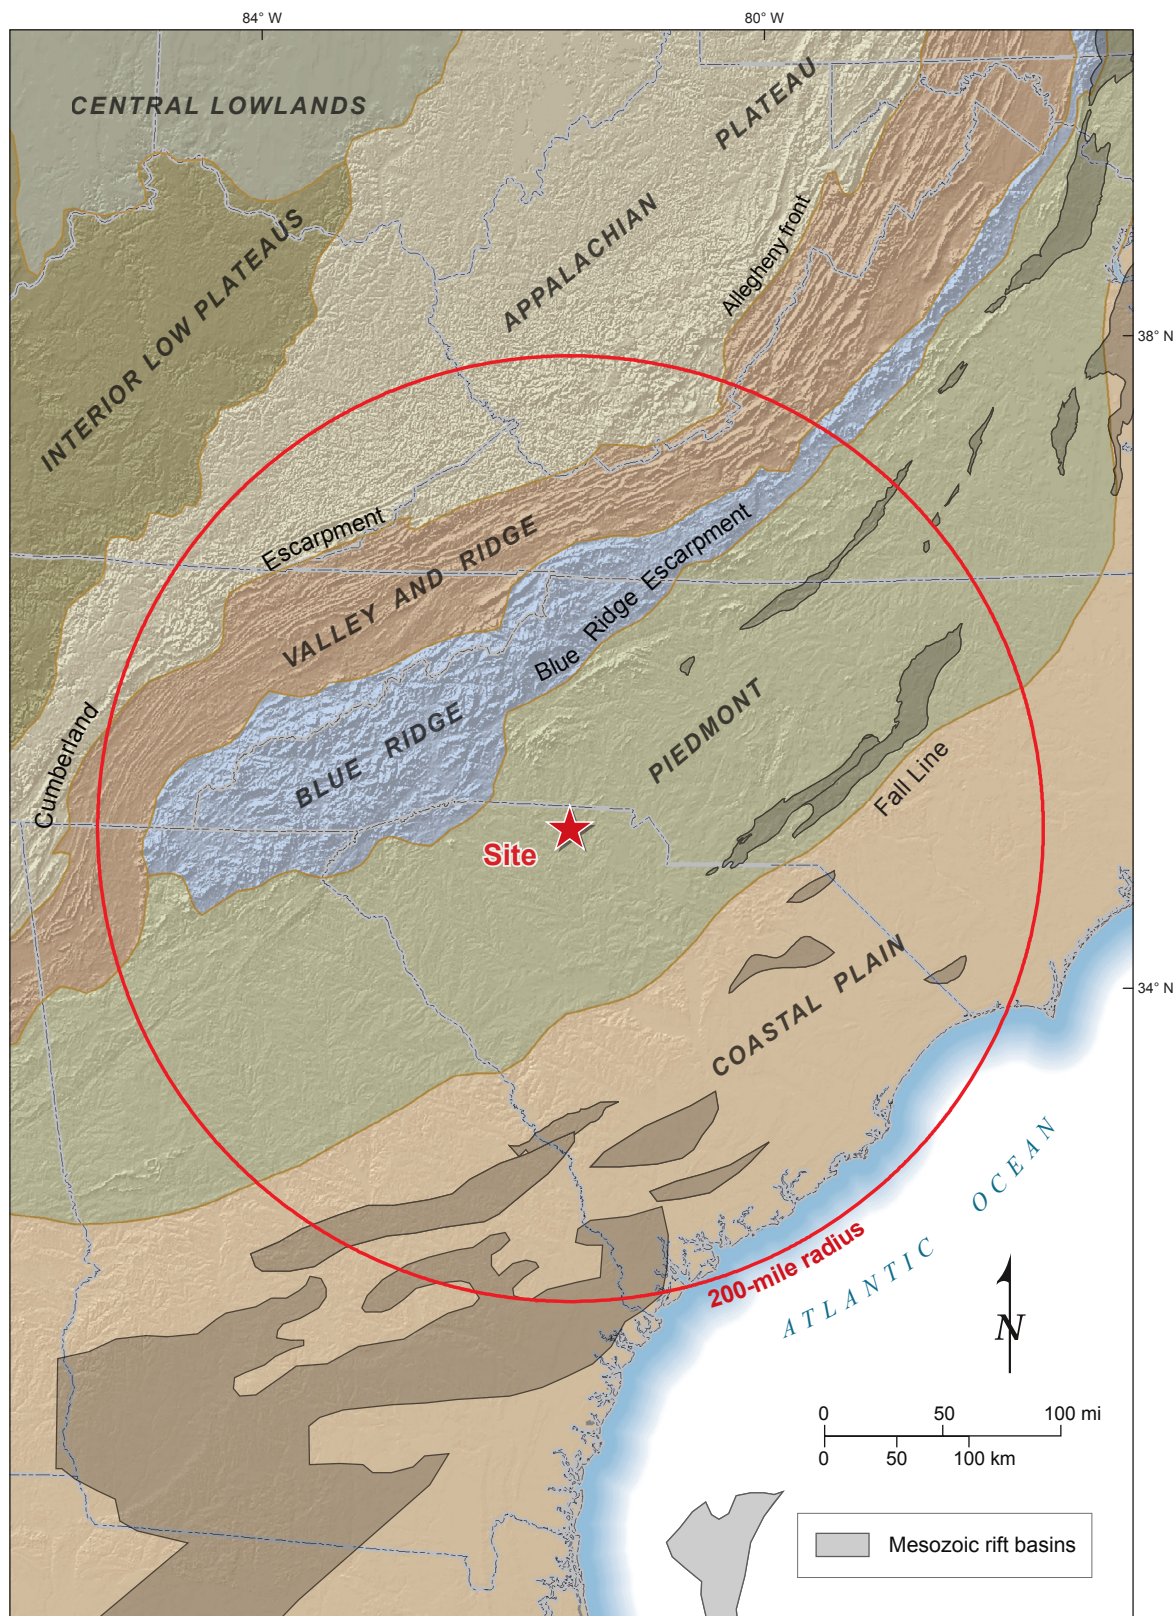 84° W
80° W
CENTRAL LOWLANDS
PLATEAU
APPALACHIAN
Allegheny front
INTERIOR LOW PLATEAUS
38° N
Escarpment
VALLEY AND RIDGE
Blue Ridge Escarpment
Cumberland
BLUE RIDGE
PIEDMONT
Fall Line
Site
COASTAL PLAIN
34° N
ATLANTIC OCEAN
200-mile radius
N
0 50 100 mi
0 50 100 km
Mesozoic rift basins